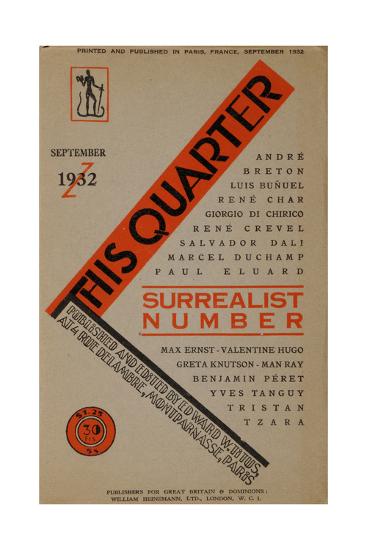 PRINTED AND PUBLISHED IN PARIS, FRANCE, SEPTEMBER 1932
SEPTEMBER
1932
THIS QUARTER
ANDRÉ
BRETON
LUIS BUÑUEL
RENÉ CHAR
GIORGIO DI CHIRICO
RENÉ CREVEL
SALVADOR DALI
MARCEL DUCHAMP
PAUL ELUARD
SURREALIST
NUMBER
MAX ERNST - VALENTINE HUGO
GRETA KNUTSON - MAN RAY
BENJAMIN PÉRET
YVES TANGUY
TRISTAN
TZARA
PUBLISHED AND EDITED BY EDWARD W. TITUS,
AT 4 RUE DELAMBRE, MONTPARNASSE, PARIS
$1.25
30
FRS
5S
PUBLISHERS FOR GREAT BRITAIN & DOMINIONS:
WILLIAM HEINEMANN, LTD., LONDON, W. C. 1.